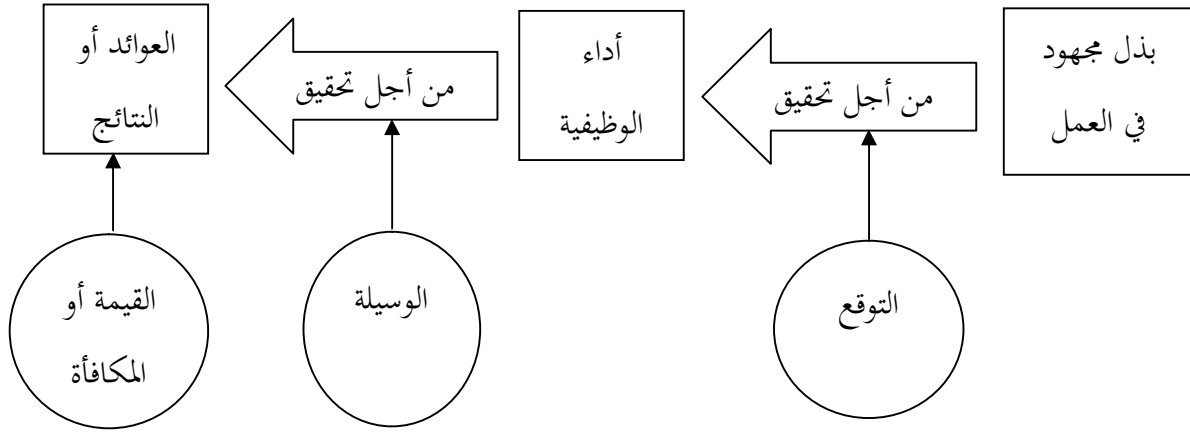 بذل مجهود
في العمل
من أجل تحقيق
أداء
الوظيفية
من أجل تحقيق
العوائد أو
النتائج
التوقع
الوسيلة
القيمة أو
المكافأة